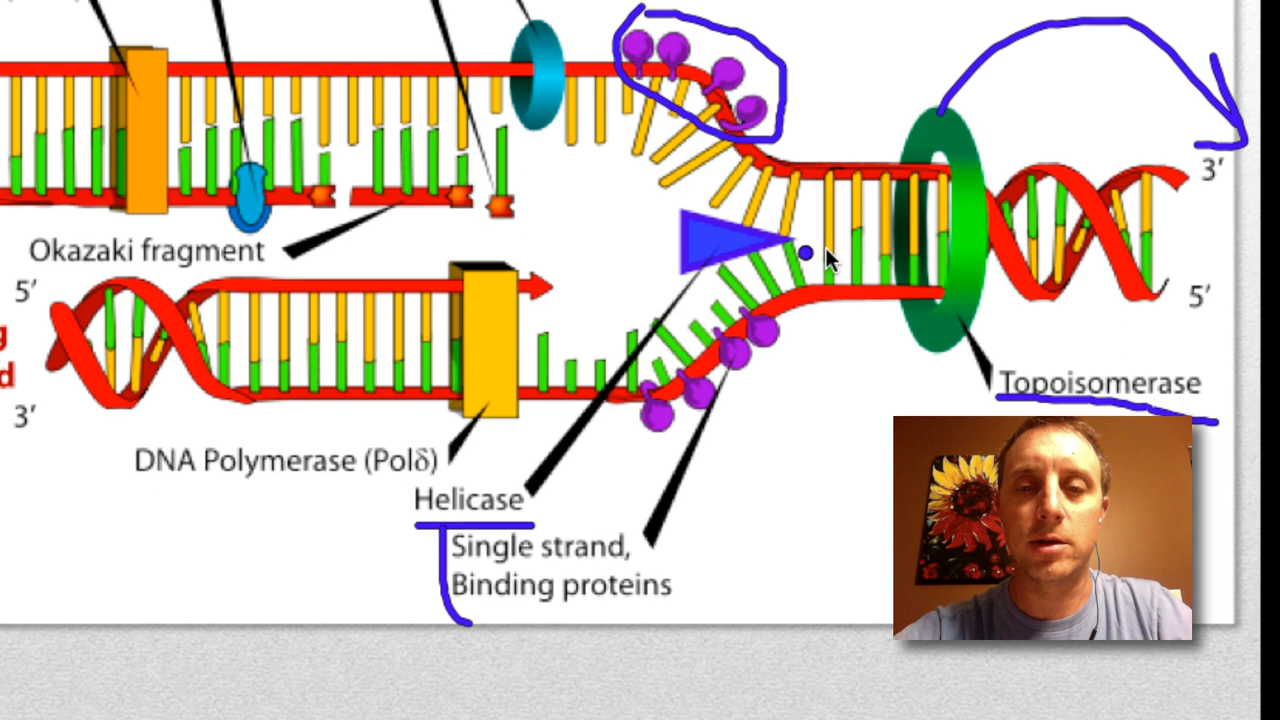 3′
Okazaki fragment
5′
5′
g
d
Topoisomerase
3′
DNA Polymerase (Polδ)
Helicase
Single strand,
Binding proteins